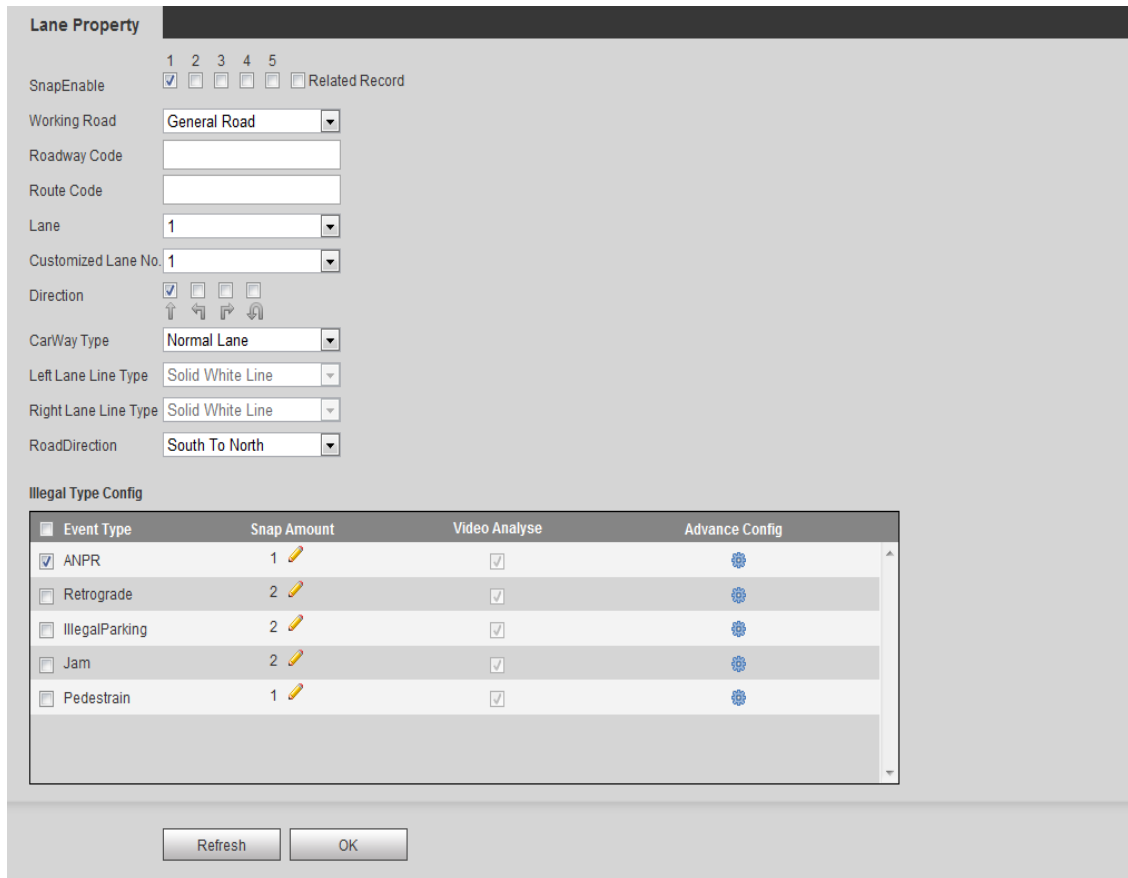 Lane Property
1 2 3 4 5
SnapEnable Related Record
Working Road General Road
Roadway Code
Route Code
Lane 1
Customized Lane No. 1
Direction
CarWay Type Normal Lane
Left Lane Line Type Solid White Line
Right Lane Line Type Solid White Line
RoadDirection South To North
Illegal Type Config
Event Type Snap Amount Video Analyse Advance Config
ANPR 1
Retrograde 2
IllegalParking 2
Jam 2
Pedestrain 1
Refresh OK